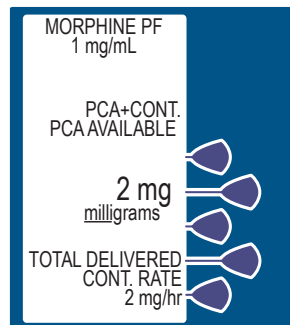 MORPHINE PF
1 mg/mL
PCA+CONT.
PCA AVAILABLE
2 mg
milligrams
TOTAL DELIVERED
CONT. RATE
2 mg/hr